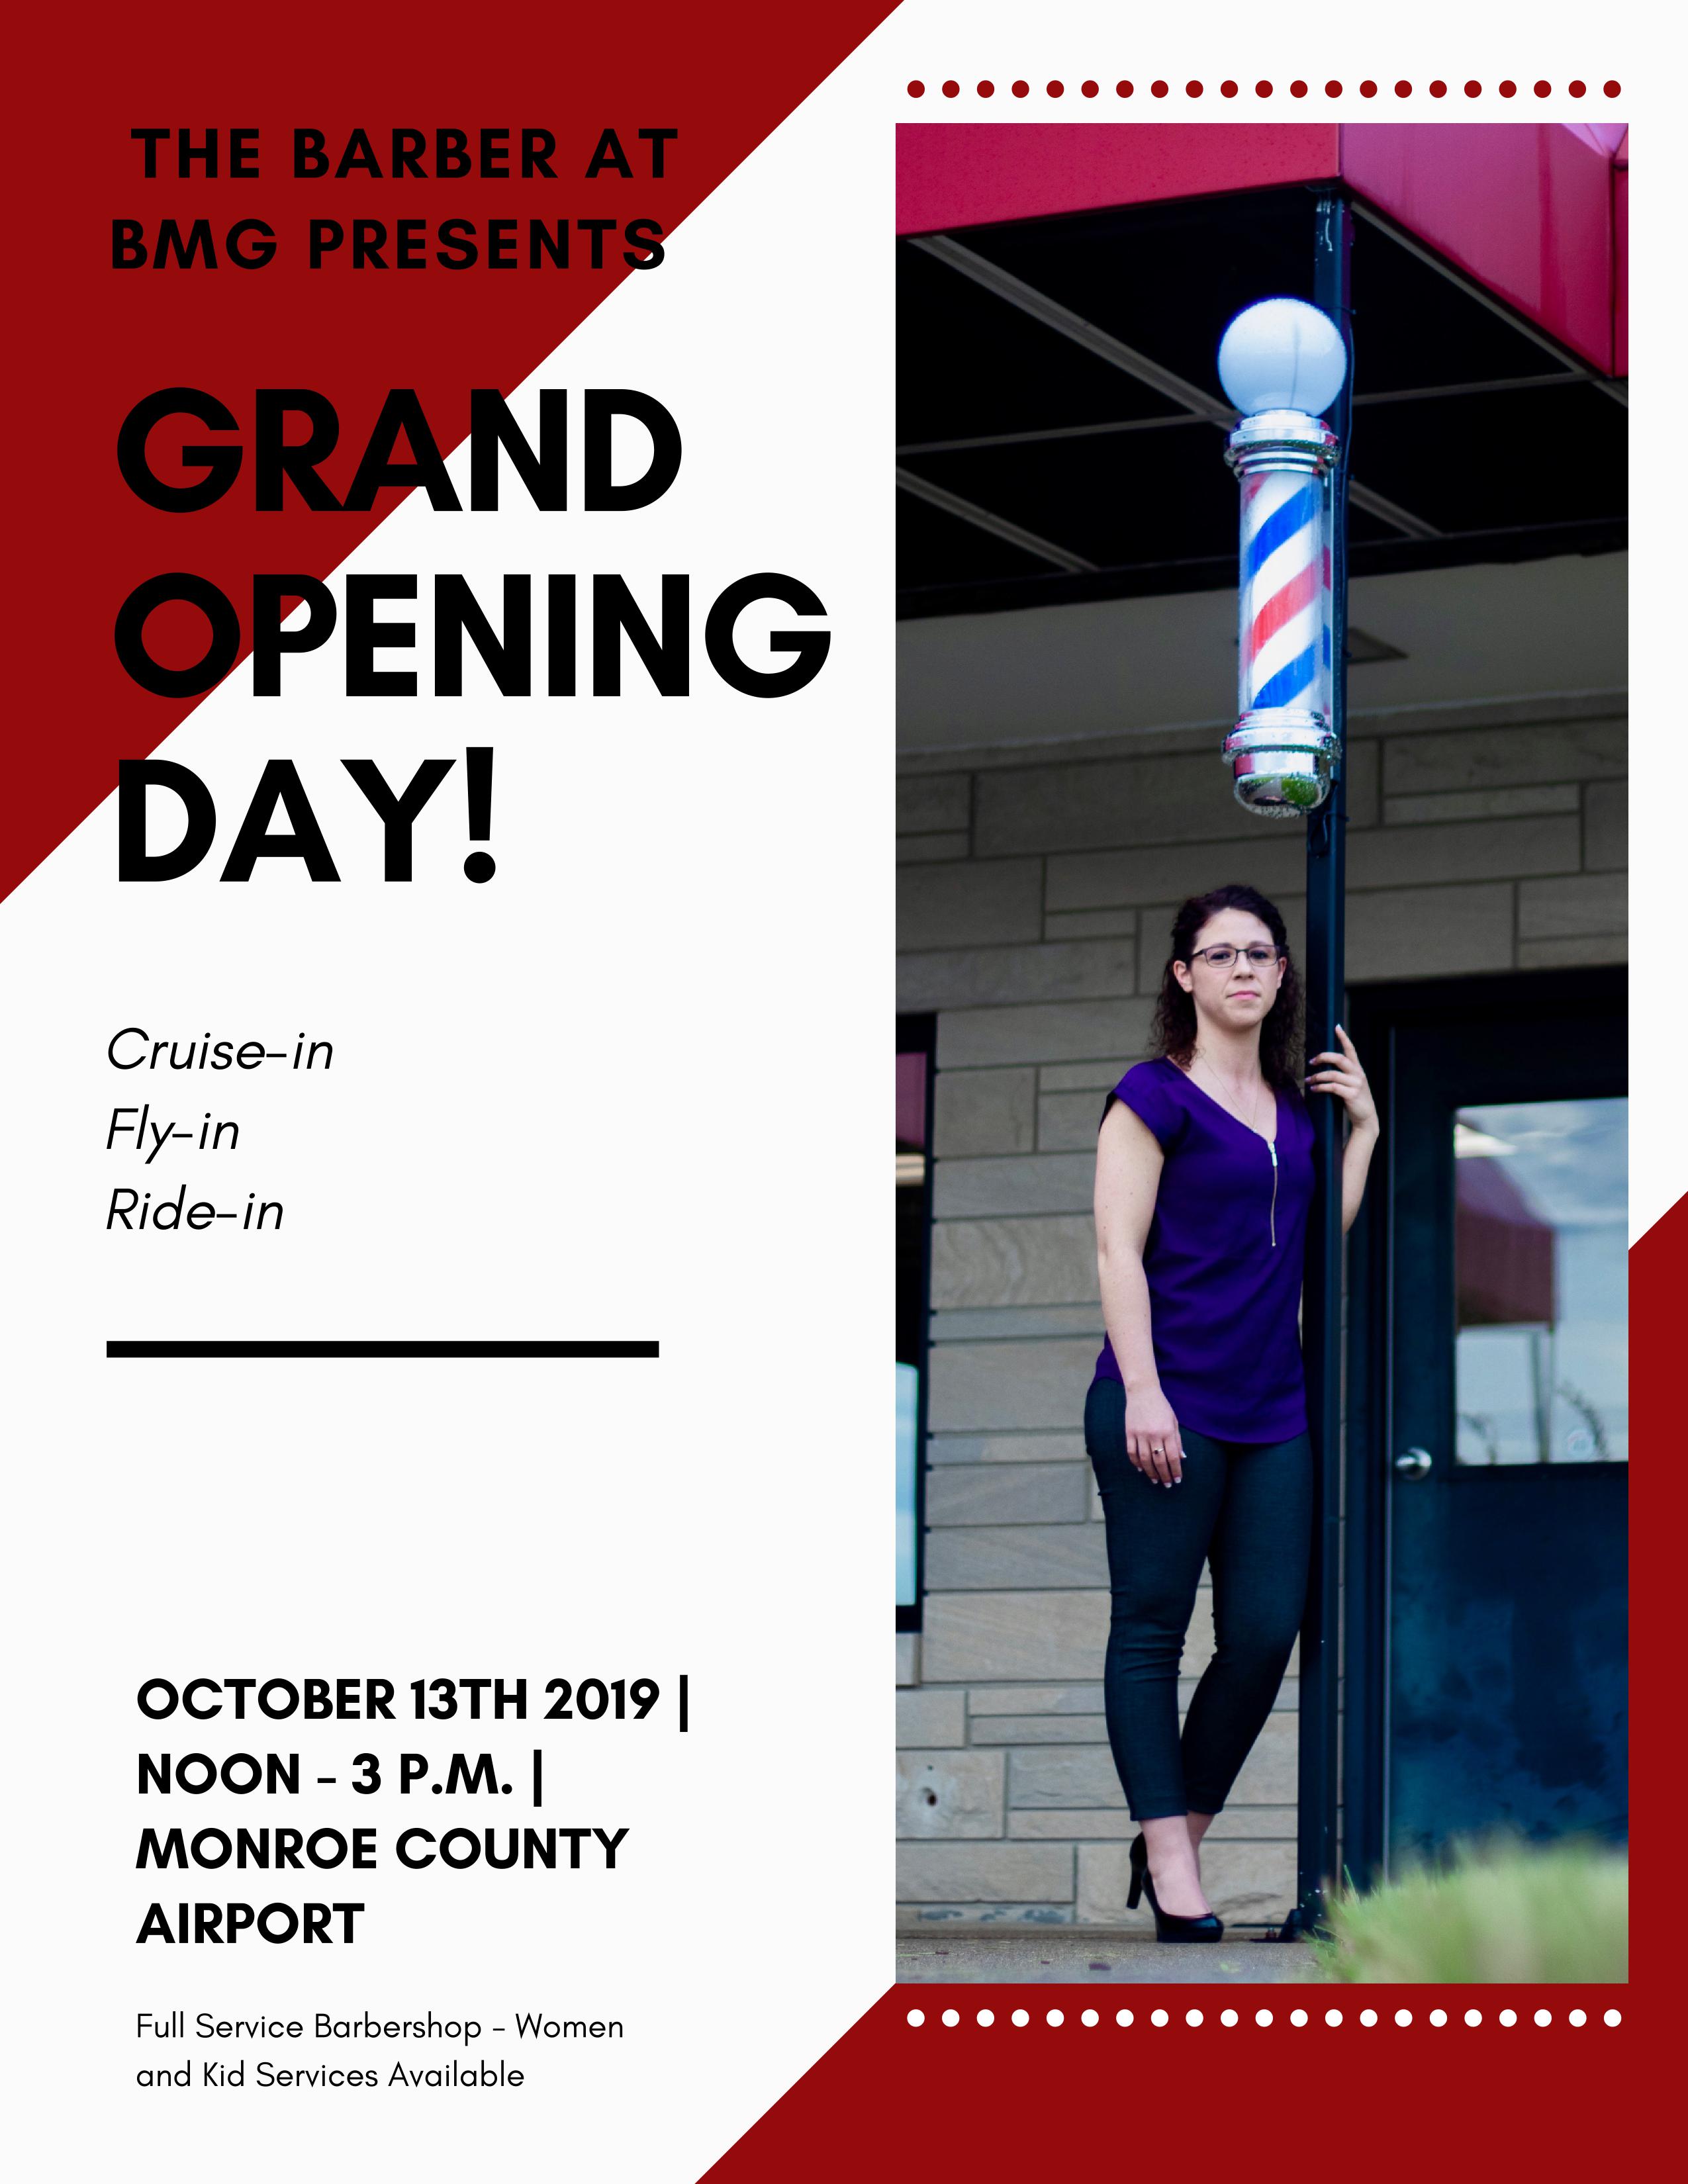 THE BARBER AT
BMG PRESENTS
GRAND
OPENING
DAY!
Cruise-in
Fly-in
Ride-in
OCTOBER 13TH 2019 |
NOON - 3 P.M. |
MONROE COUNTY
AIRPORT
Full Service Barbershop - Women
and Kid Services Available